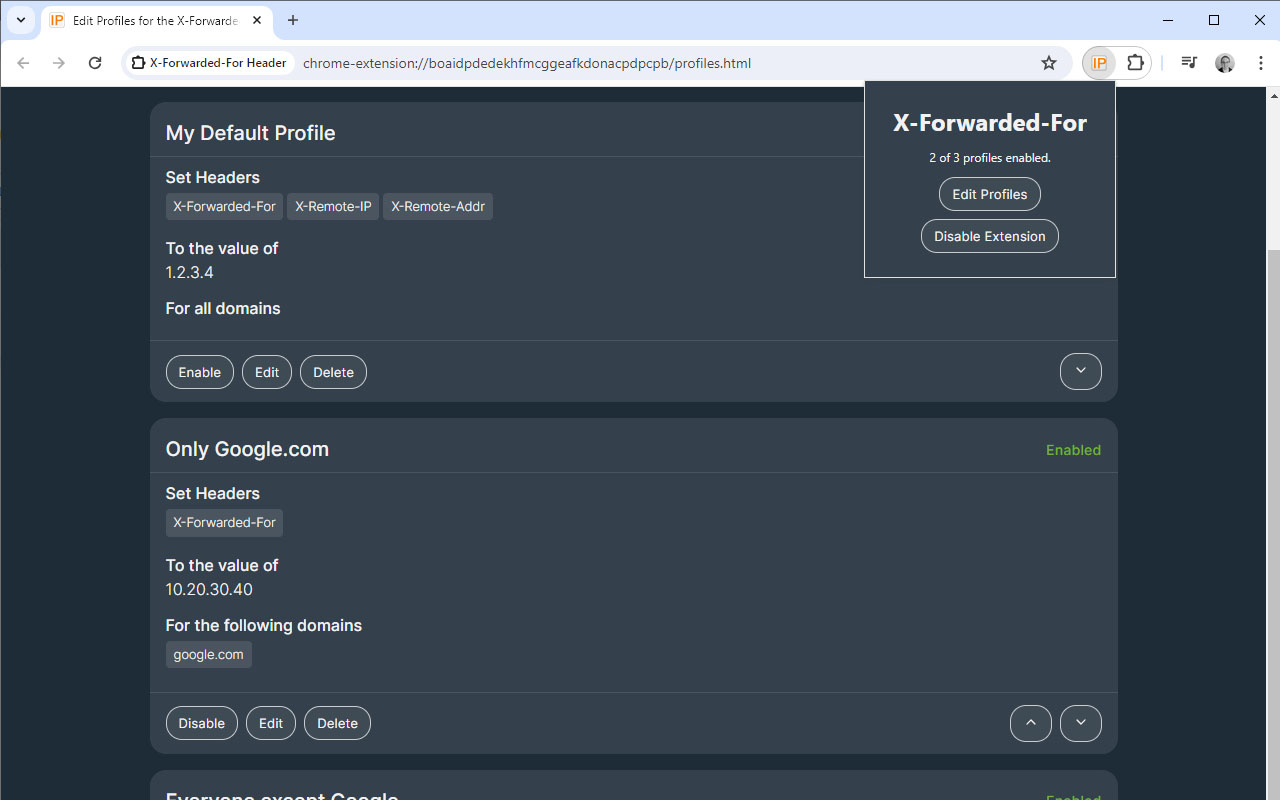 IP Edit Profiles for the X-Forwarde
X-Forwarded-For Header chrome-extension://boaidpdedekhfmcggeafkdonacpdpcpb/profiles.html IP
X-Forwarded-For
2 of 3 profiles enabled.
Edit Profiles
Disable Extension
My Default Profile
Set Headers
X-Forwarded-For X-Remote-IP X-Remote-Addr
To the value of
1.2.3.4
For all domains
Enable Edit Delete
Only Google.com Enabled
Set Headers
X-Forwarded-For
To the value of
10.20.30.40
For the following domains
google.com
Disable Edit Delete
Everyone except Google Enabled